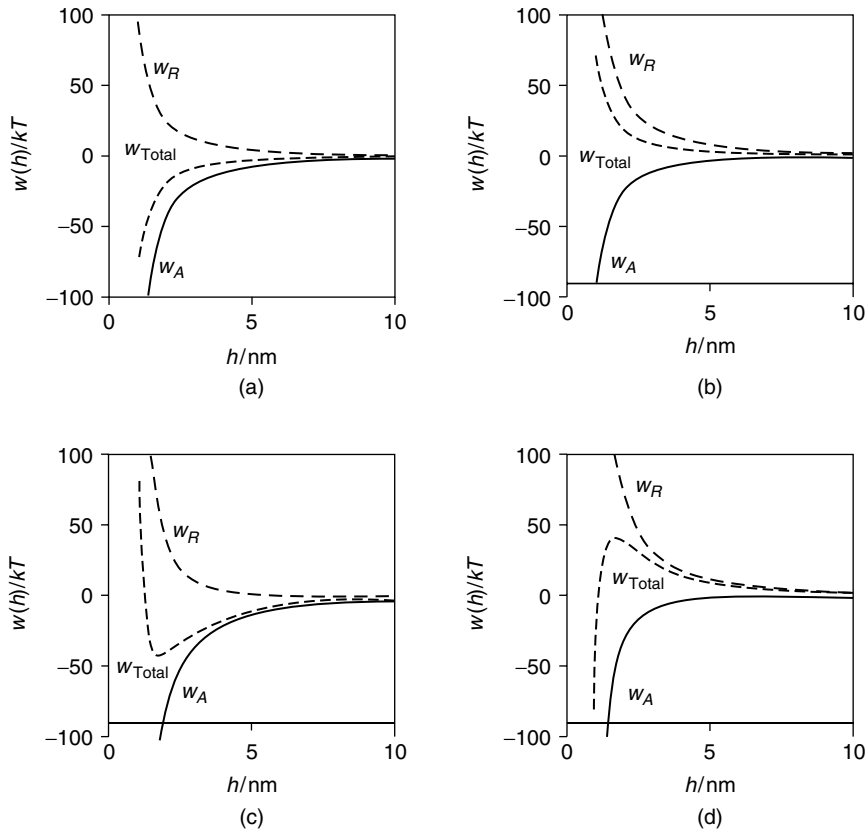 100
50
0
−50
−100
w(h)/kT
w_R
w_Total
w_A
0
5
10
h/nm
(a)
100
50
0
−50
−100
w(h)/kT
w_R
w_Total
w_A
0
5
10
h/nm
(b)
100
50
0
−50
−100
w(h)/kT
w_R
w_Total
w_A
0
5
10
h/nm
(c)
100
50
0
−50
−100
w(h)/kT
w_R
w_Total
w_A
0
5
10
h/nm
(d)